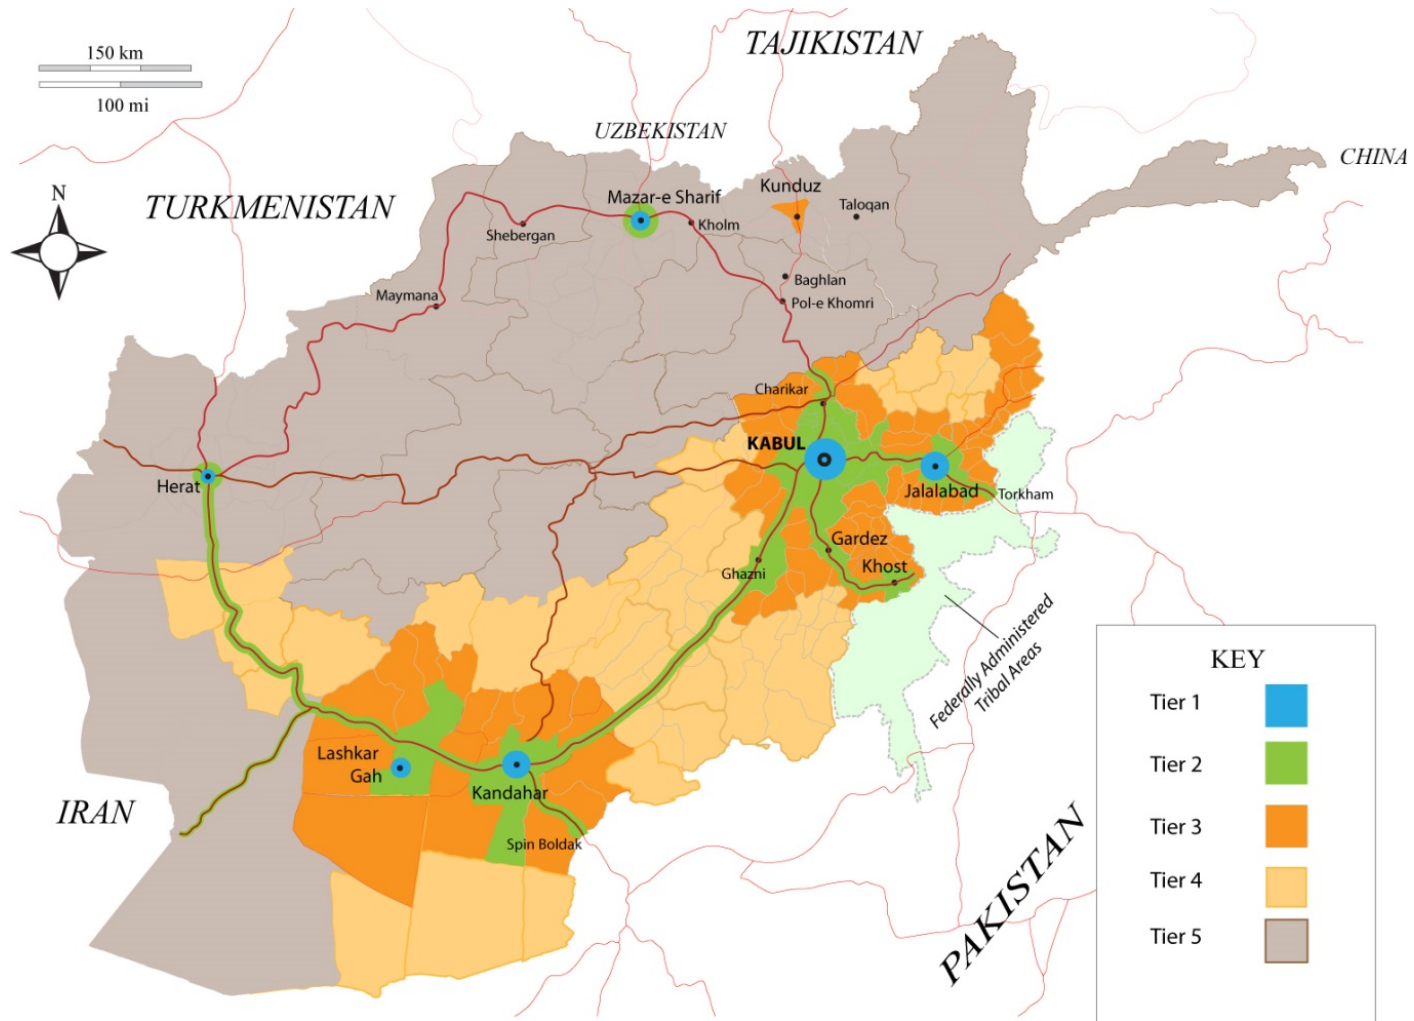 150 km
100 mi
TAJIKISTAN
UZBEKISTAN
CHINA
N
TURKMENISTAN
Mazar-e Sharif
Kunduz
Taloqan
Shebergan
Kholm
Maymana
Baghlan
Pol-e Khomri
Charikar
KABUL
Herat
Jalalabad
Torkham
Gardez
Ghazni
Khost
Federally Administered
Tribal Areas
Lashkar
Gah
Kandahar
Spin Boldak
IRAN
PAKISTAN
KEY
Tier 1
Tier 2
Tier 3
Tier 4
Tier 5